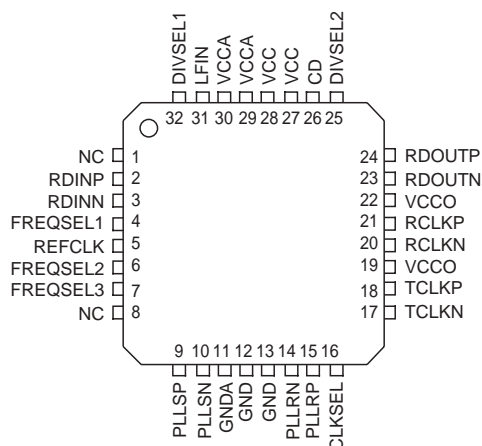 DIVSEL1
LFIN
VCCA
VCCA
VCC
VCC
CD
DIVSEL2
32 31 30 29 28 27 26 25
NC 1
RDINP 2
RDINN 3
FREQSEL1 4
REFCLK 5
FREQSEL2 6
FREQSEL3 7
NC 8
24 RDOUTP
23 RDOUTN
22 VCCO
21 RCLKP
20 RCLKN
19 VCCO
18 TCLKP
17 TCLKN
9 10 11 12 13 14 15 16
PLLSP
PLLSN
GNDA
GND
GND
PLLRN
PLLRP
CLKSEL